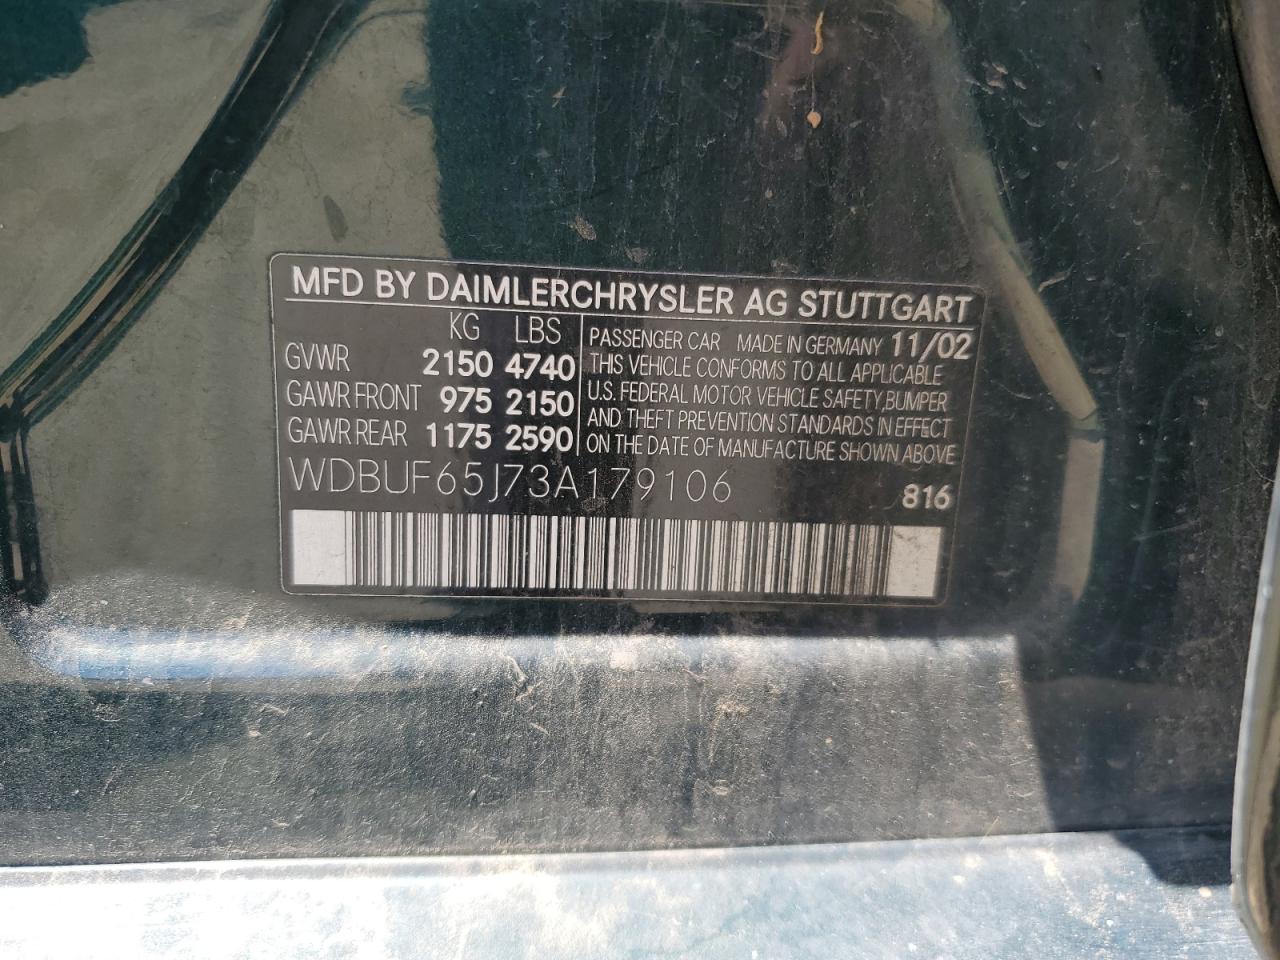 MFD BY DAIMLERCHRYSLER AG STUTTGART
KG LBS
GVWR 2150 4740
GAWR FRONT 975 2150
GAWR REAR 1175 2590
PASSENGER CAR MADE IN GERMANY 11/02
THIS VEHICLE CONFORMS TO ALL APPLICABLE
U.S. FEDERAL MOTOR VEHICLE SAFETY,BUMPER
AND THEFT PREVENTION STANDARDS IN EFFECT
ON THE DATE OF MANUFACTURE SHOWN ABOVE
WDBUF65J73A179106 816